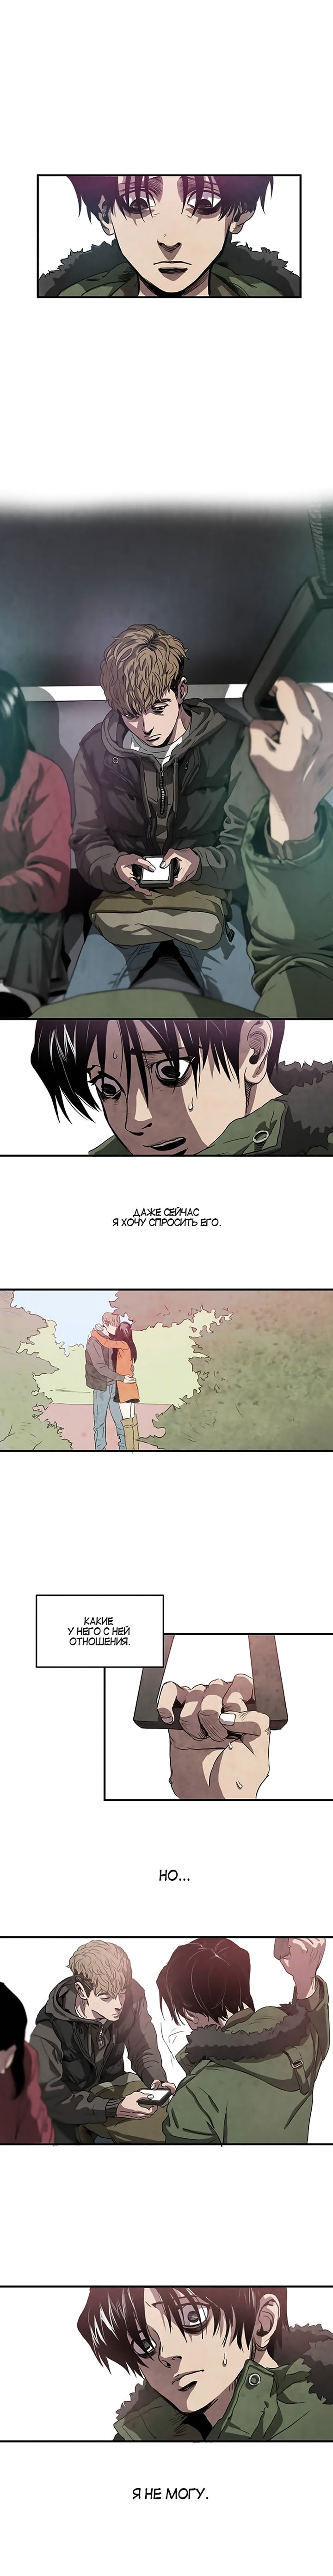 ДАЖЕ СЕЙЧАС
Я ХОЧУ СПРОСИТЬ ЕГО.
КАКИЕ
У НЕГО С НЕЙ
ОТНОШЕНИЯ.
НО...
Я НЕ МОГУ.